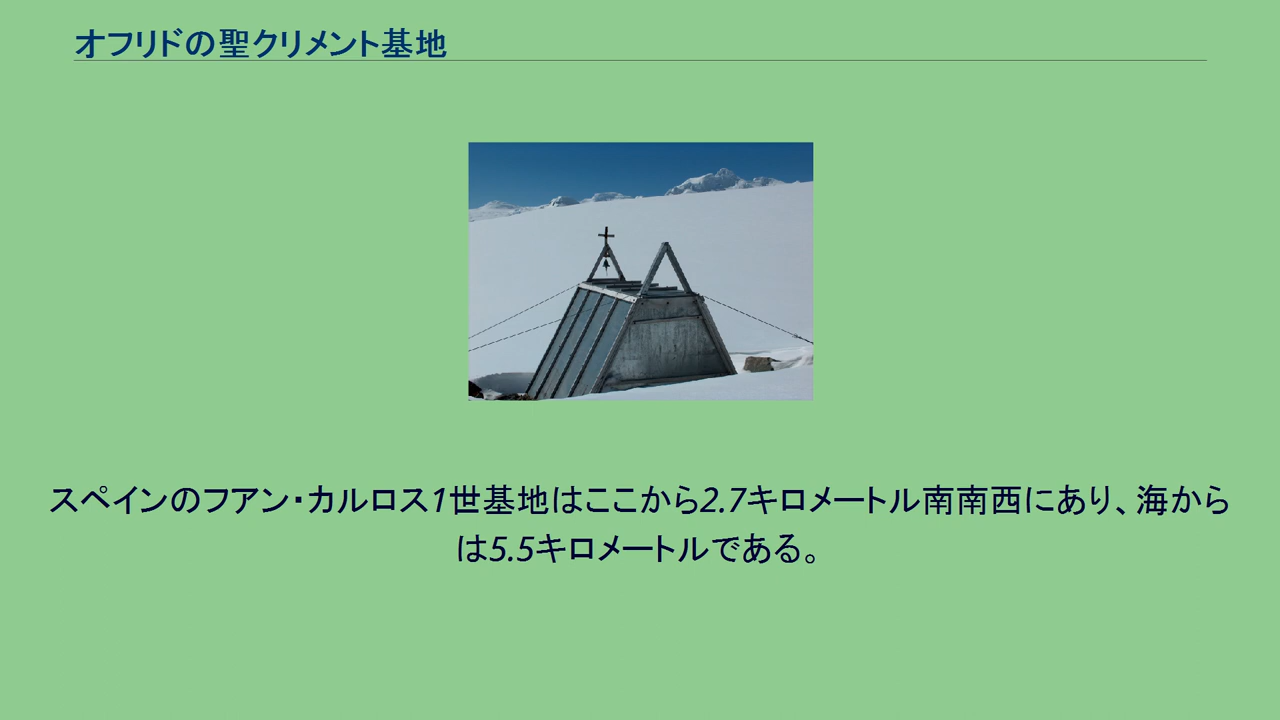 オフリドの聖クリメント基地
スペインのフアン・カルロス1世基地はここから2.7キロメートル南南西にあり、海から
は5.5キロメートルである。